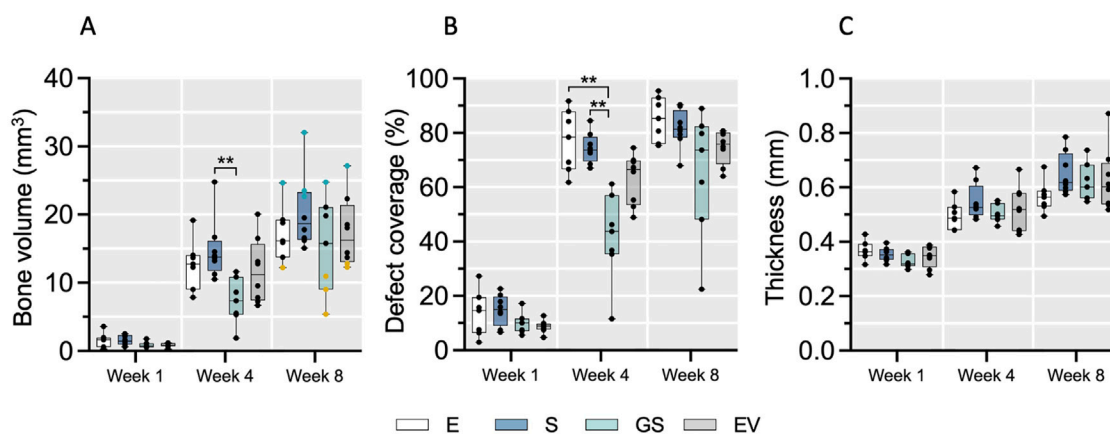 A
B
C
Bone volume (mm³)
40
30
20
10
0
**
Week 1 Week 4 Week 8
Defect coverage (%)
100
80
60
40
20
0
**
**
Week 1 Week 4 Week 8
Thickness (mm)
1.0
0.8
0.6
0.4
0.2
0.0
Week 1 Week 4 Week 8
E S GS EV